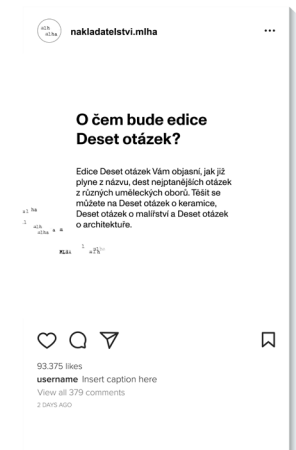 mlh
mlha
nakladatelstvi.mlha
O čem bude edice
Deset otázek?
Edice Deset otázek Vám objasní, jak již
plyne z názvu, dest nejptanějších otázek
z různých uměleckých oborů. Těšit se
můžete na Deset otázek o keramice,
Deset otázek o malířství a Deset otázek
o architektuře.
93.375 likes
username Insert caption here
View all 379 comments
2 DAYS AGO